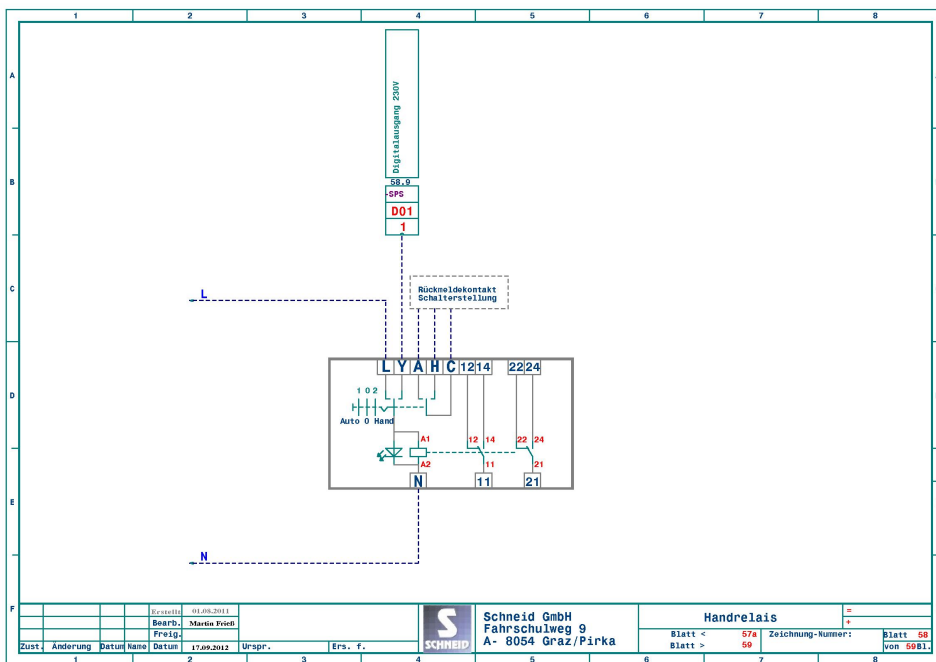 1 2 3 4 5 6 7 8
A
Digitalausgang 230V
B
58.9
-SPS
DO1
1
C
L
Rückmeldekontakt
Schalterstellung
L Y A H C 12 14 22 24
D
1 0 2
Auto 0 Hand
A1 12 14 22 24
A2 11 21
N 11 21
E
N
F
Erstellt 01.08.2011
Bearb. Martin Frieß
Freig.
Zust. Änderung Datum Name Datum 17.09.2012 Urspr. Ers. f.
SCHNEID
Schneid GmbH
Fahrschulweg 9
A- 8054 Graz/Pirka
Handrelais
=
+
Blatt < 57a
Blatt > 59
Zeichnung-Nummer:
Blatt 58
von 59Bl.
1 2 3 4 5 6 7 8